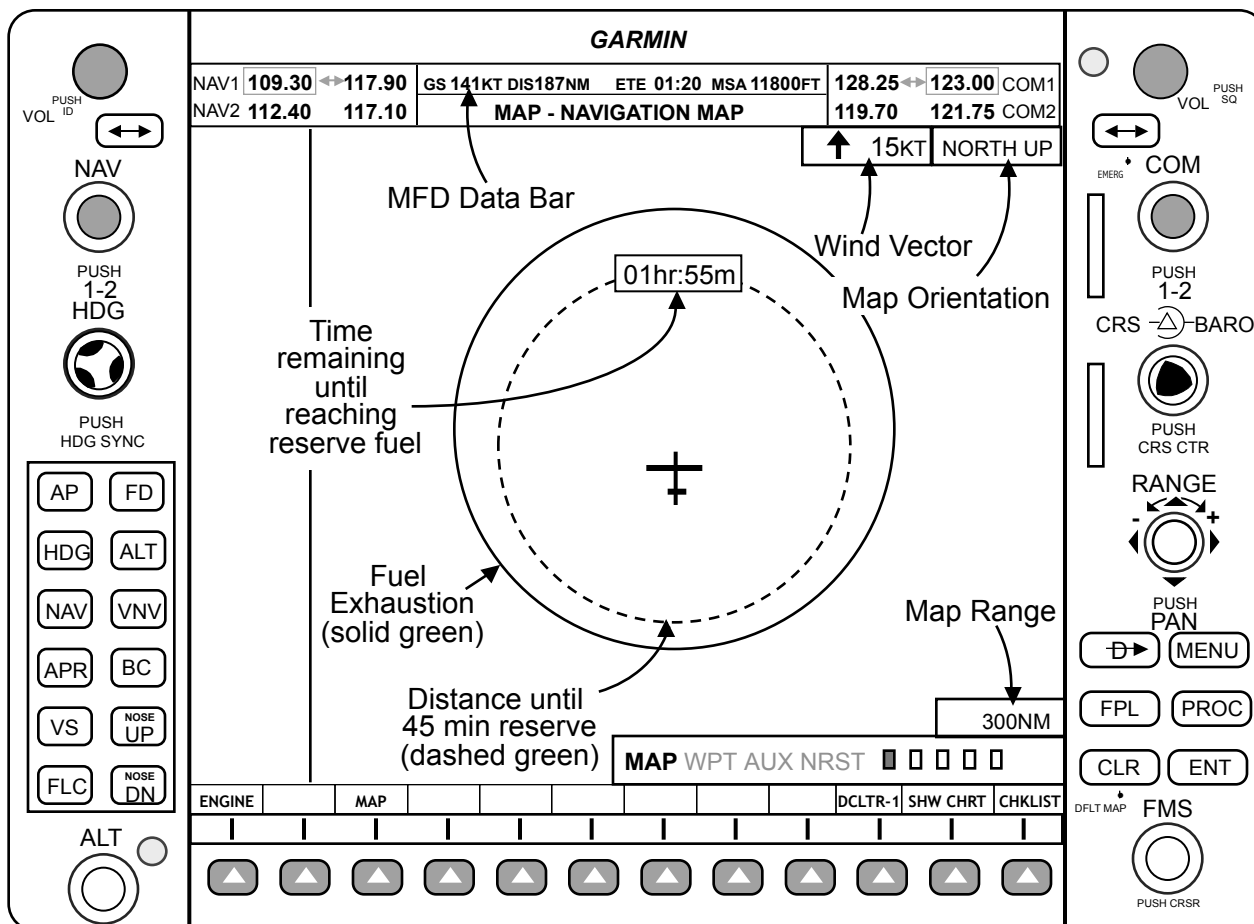 GARMIN
NAV1 109.30 117.90
NAV2 112.40 117.10
GS 141KT DIS187NM ETE 01:20 MSA 11800FT
MAP - NAVIGATION MAP
128.25 123.00 COM1
119.70 121.75 COM2
15KT
NORTH UP
MFD Data Bar
Wind Vector
Map Orientation
01hr:55m
Time
remaining
until
reaching
reserve fuel
Fuel
Exhaustion
(solid green)
Distance until
45 min reserve
(dashed green)
Map Range
300NM
MAP WPT AUX NRST
ENGINE MAP DCLTR-1 SHW CHRT CHKLIST
VOL PUSH
ID
NAV
PUSH
1-2
HDG
PUSH
HDG SYNC
AP FD
HDG ALT
NAV VNV
APR BC
VS NOSE
UP
FLC NOSE
DN
ALT
VOL PUSH
SQ
EMERG
COM
PUSH
1-2
CRS BARO
PUSH
CRS CTR
RANGE
- +
PUSH
PAN
D MENU
FPL PROC
CLR ENT
DFLT MAP
FMS
PUSH CRSR